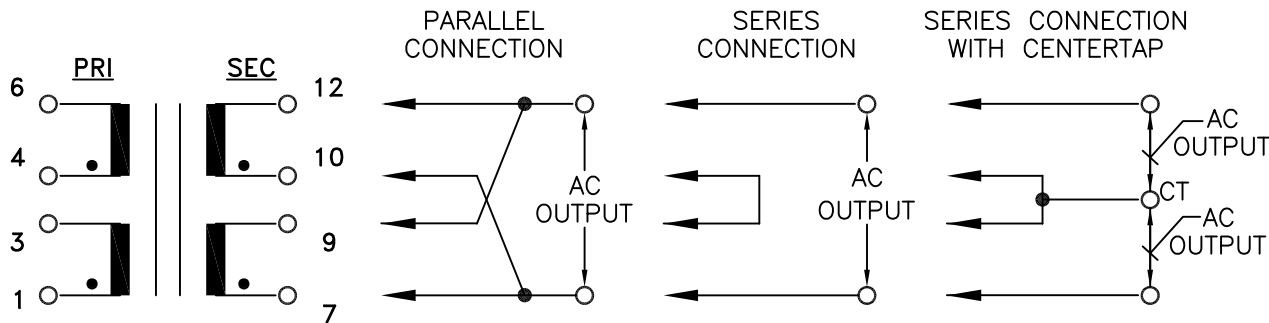 PARALLEL
CONNECTION
SERIES
CONNECTION
SERIES CONNECTION
WITH CENTERTAP
PRI
SEC
6
12
4
10
3
9
1
7
AC
OUTPUT
AC
OUTPUT
AC
OUTPUT
CT
AC
OUTPUT